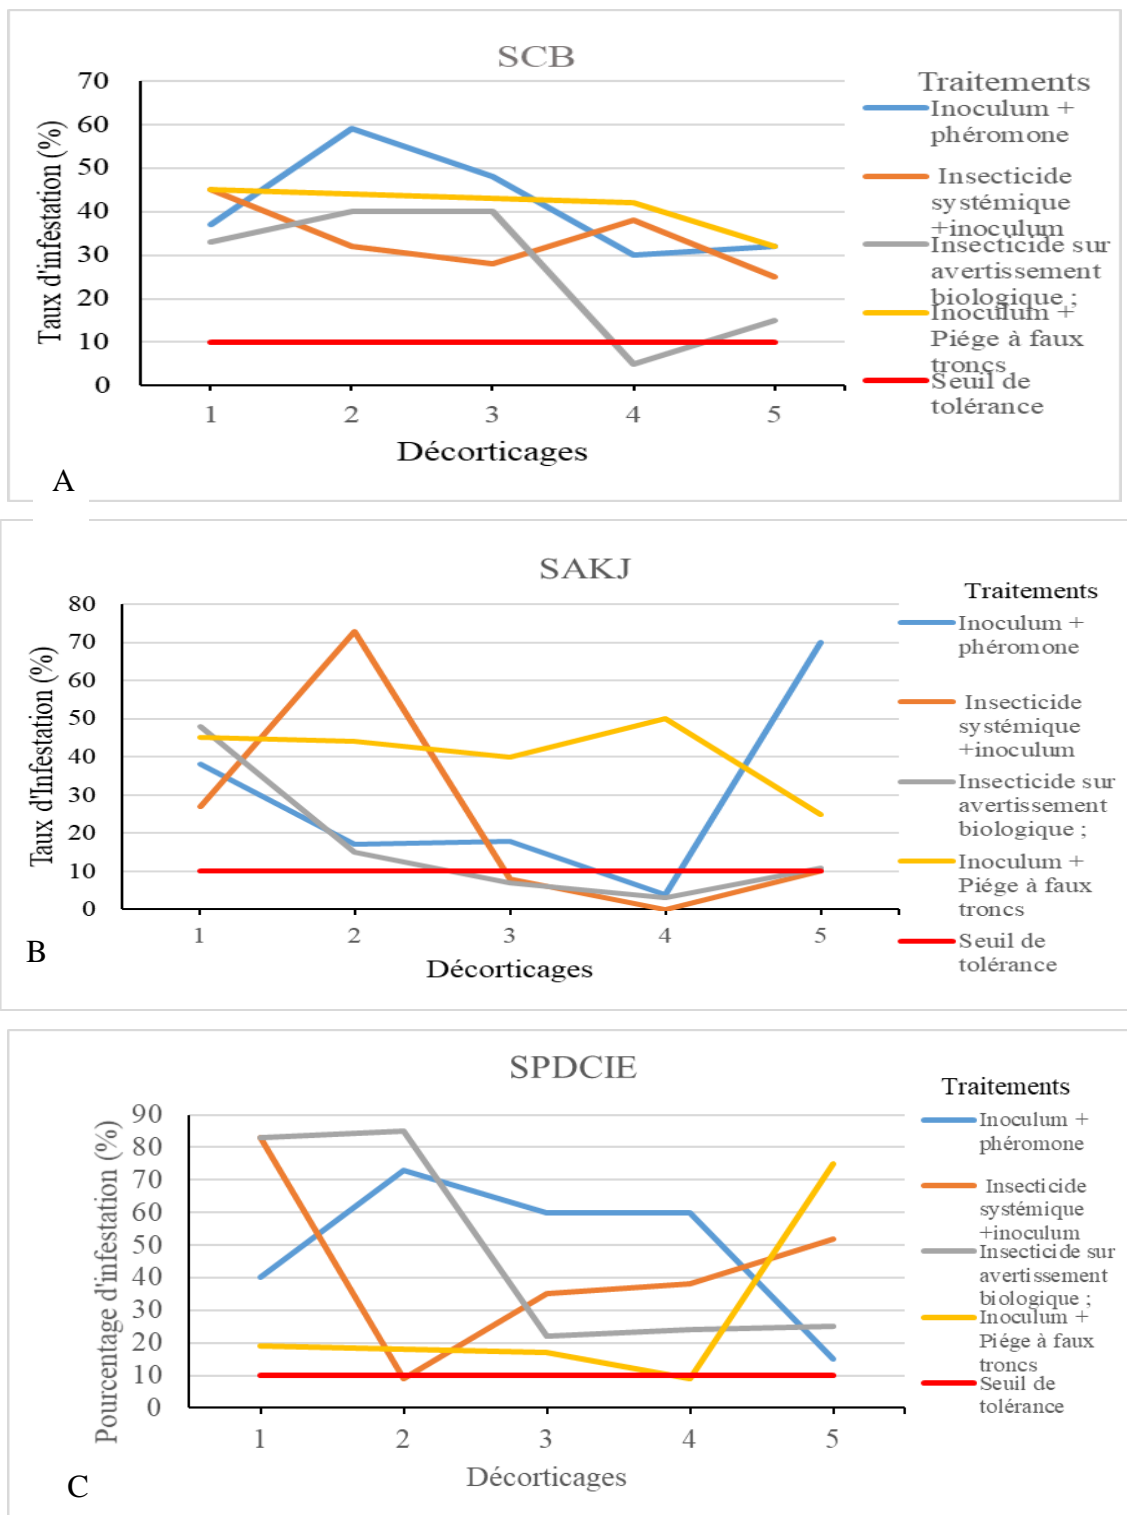 SCB
Taux d'infestation (%)
70
60
50
40
30
20
10
0
1 2 3 4 5
Décorticages
Traitements
Inoculum +
phéromone
Insecticide
systémique
+inoculum
Insecticide sur
avertissement
biologique ;
Inoculum +
Piége à faux
troncs
Seuil de
tolérance
A
SAKJ
Taux d'Infestation (%)
80
70
60
50
40
30
20
10
0
1 2 3 4 5
Décorticages
Traitements
Inoculum +
phéromone
Insecticide
systémique
+inoculum
Insecticide sur
avertissement
biologique ;
Inoculum +
Piége à faux
troncs
Seuil de
tolérance
B
SPDCIE
Pourcentage d'infestation (%)
90
80
70
60
50
40
30
20
10
0
1 2 3 4 5
Décorticages
Traitements
Inoculum +
phéromone
Insecticide
systémique
+inoculum
Insecticide sur
avertissement
biologique ;
Inoculum +
Piége à faux
troncs
Seuil de
tolérance
C